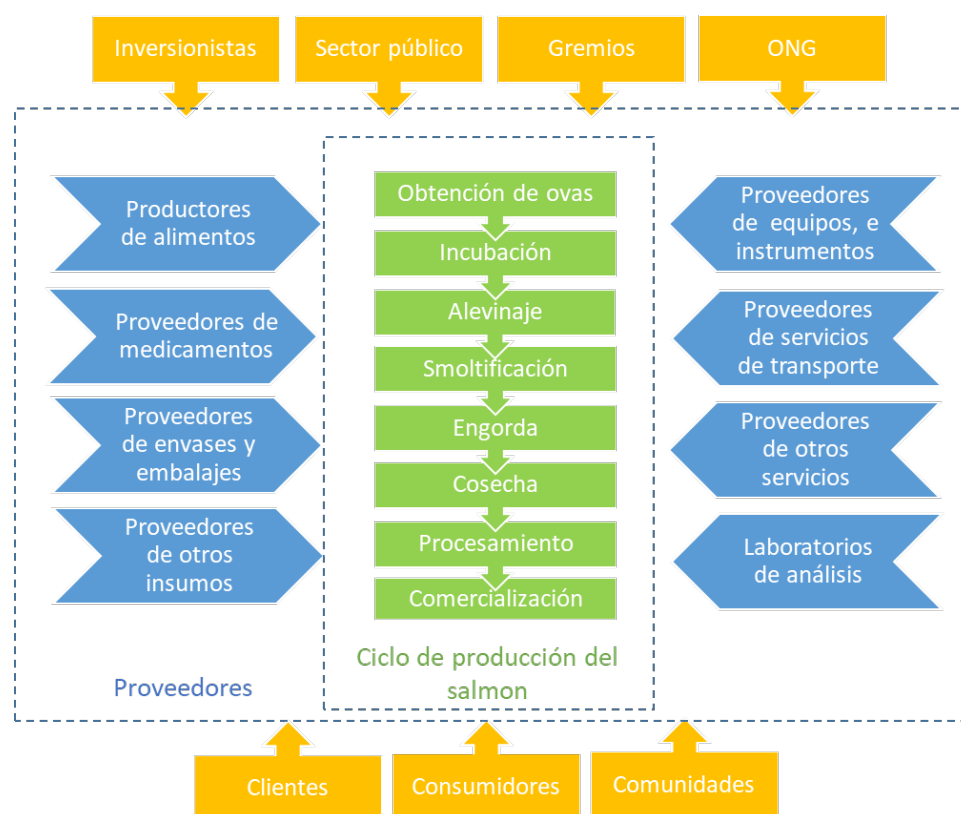 Inversionistas
Sector público
Gremios
ONG
Productores
de alimentos
Proveedores de
medicamentos
Proveedores
de envases y
embalajes
Proveedores
de otros
insumos
Obtención de ovas
Incubación
Alevinaje
Smoltificación
Engorda
Cosecha
Procesamiento
Comercialización
Ciclo de producción del
salmon
Proveedores
de equipos, e
instrumentos
Proveedores
de servicios
de transporte
Proveedores
de otros
servicios
Laboratorios
de análisis
Proveedores
Clientes
Consumidores
Comunidades